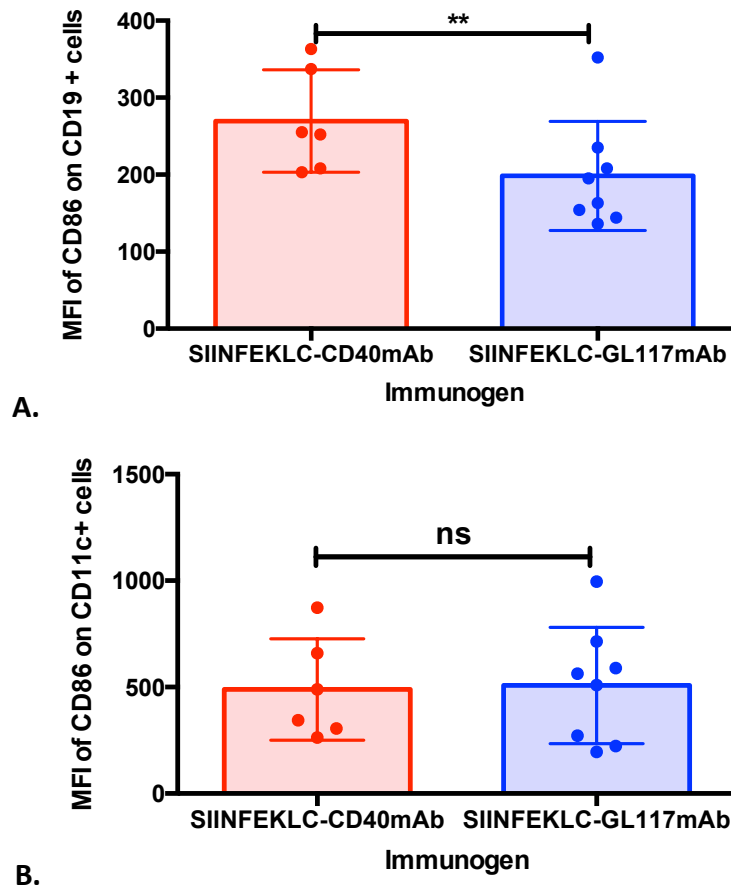 **
MFI of CD86 on CD19 + cells
400
300
200
100
0
SIINFEKLC-CD40mAb SIINFEKLC-GL117mAb
Immunogen
A.
ns
MFI of CD86 on CD11c+ cells
1500
1000
500
0
SIINFEKLC-CD40mAb SIINFEKLC-GL117mAb
Immunogen
B.